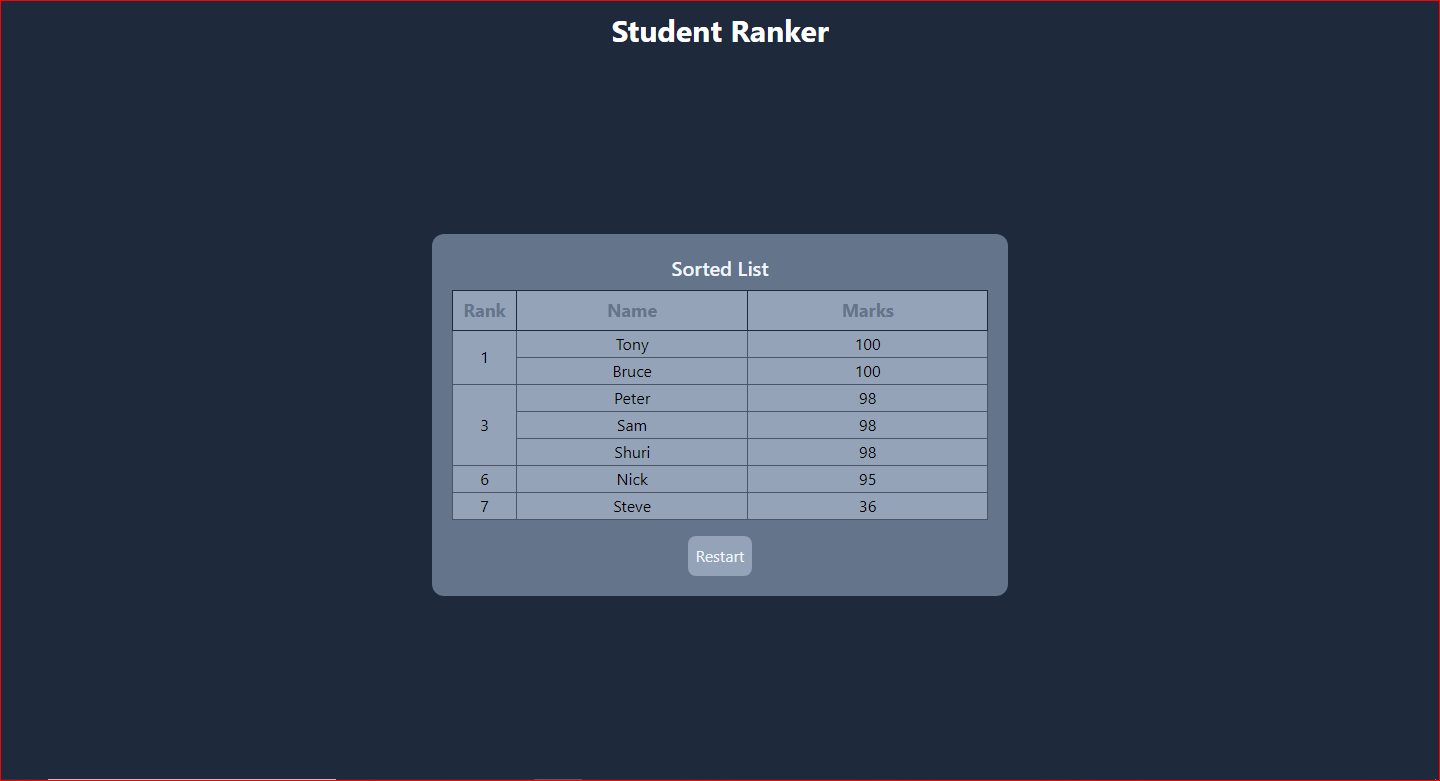 Student Ranker
Sorted List
Rank Name Marks
1 Tony 100
Bruce 100
3 Peter 98
Sam 98
Shuri 98
6 Nick 95
7 Steve 36
Restart